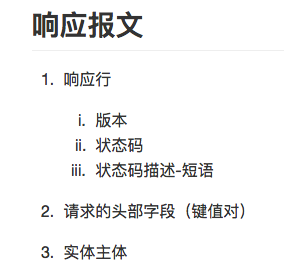 响应报文
1. 响应行
i. 版本
ii. 状态码
iii. 状态码描述-短语
2. 请求的头部字段（键值对）
3. 实体主体